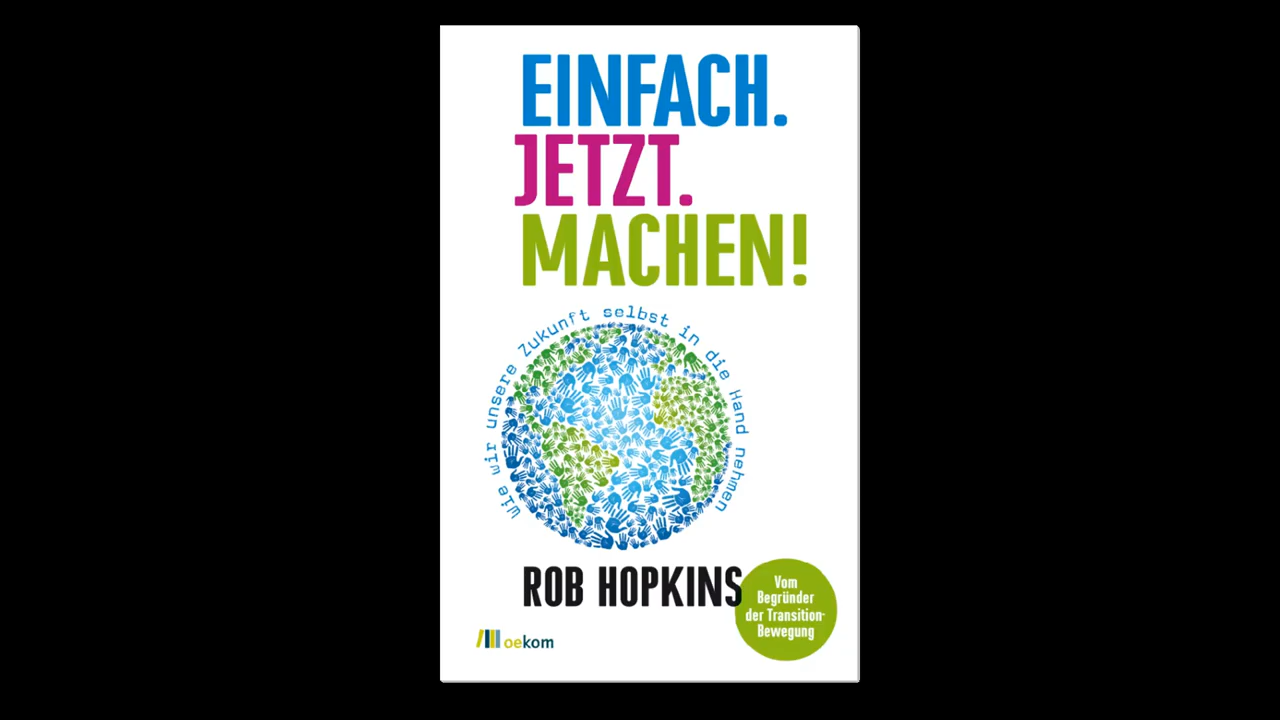 EINFACH.
JETZT.
MACHEN!
Wie wir unsere Zukunft selbst in die Hand nehmen
ROB HOPKINS
Vom
Begründer
der Transition-
Bewegung
oekom